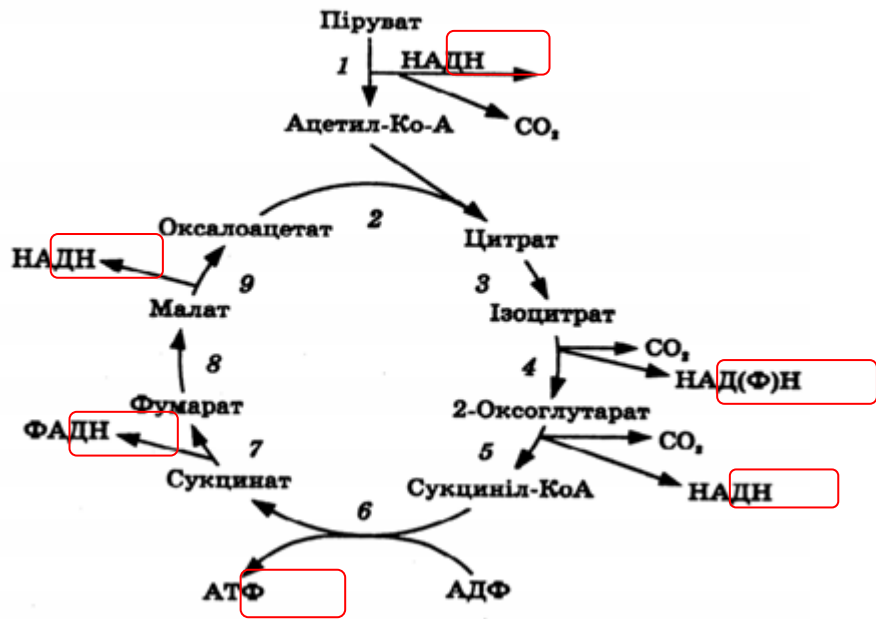 Піруват
1
НАДН
Ацетил-Ко-А
CO₂
Оксалоацетат
2
Цитрат
НАДН
9
3
Малат
Ізоцитрат
8
4
CO₂
НАД(Ф)Н
Фумарат
2-Оксоглутарат
ФАДН
7
5
CO₂
Сукцинат
Сукциніл-КоА
НАДН
6
АТФ
АДФ